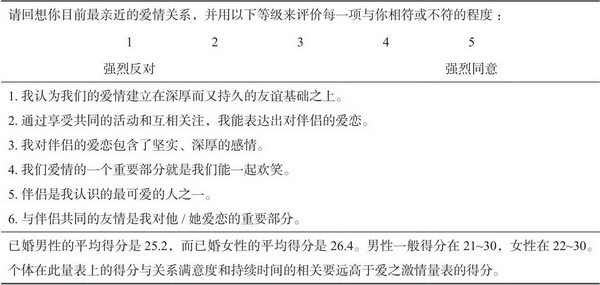 请回想你目前最亲近的爱情关系，并用以下等级来评价每一项与你相符或不符的程度：
1 2 3 4 5
强烈反对 强烈同意
1. 我认为我们的爱情建立在深厚而又持久的友谊基础之上。
2. 通过享受共同的活动和互相关注，我能表达出对伴侣的爱恋。
3. 我对伴侣的爱恋包含了坚实、深厚的感情。
4. 我们爱情的一个重要部分就是我们能一起欢笑。
5. 伴侣是我认识的最可爱的人之一。
6. 与伴侣共同的友情是我对他 / 她爱恋的重要部分。
已婚男性的平均得分是 25.2，而已婚女性的平均得分是 26.4。男性一般得分在 21~30，女性在 22~30。
个体在此量表上的得分与关系满意度和持续时间的相关要远高于爱之激情量表的得分。